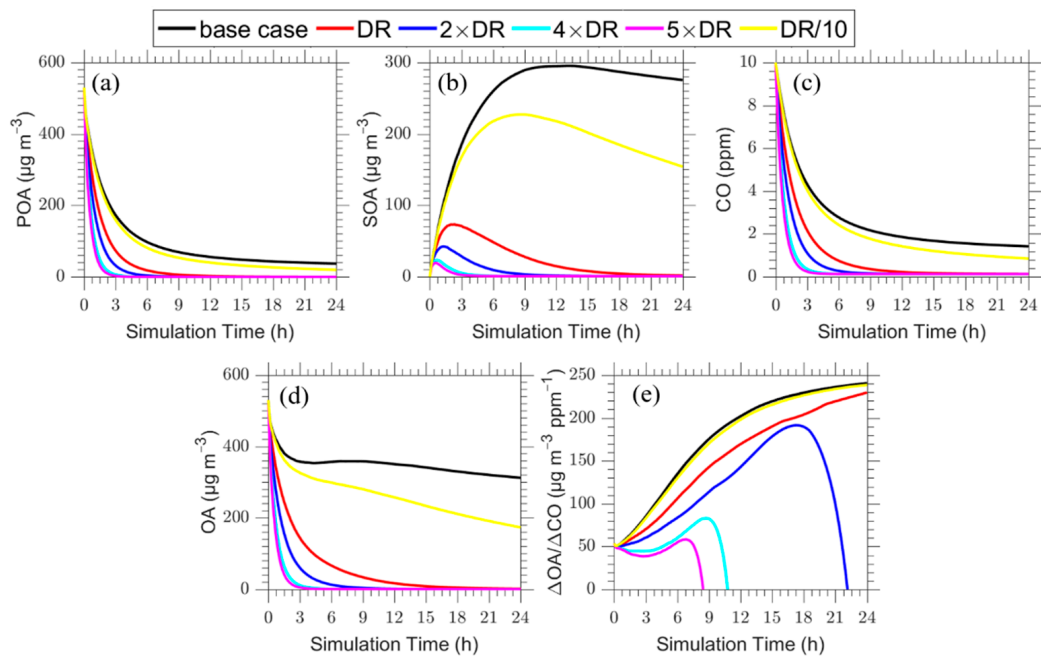 base case DR 2×DR 4×DR 5×DR DR/10
(a)
POA (µg m⁻³)
600
400
200
0
0 3 6 9 12 15 18 21 24
Simulation Time (h)
(b)
SOA (µg m⁻³)
300
200
100
0
0 3 6 9 12 15 18 21 24
Simulation Time (h)
(c)
CO (ppm)
10
8
6
4
2
0
0 3 6 9 12 15 18 21 24
Simulation Time (h)
(d)
OA (µg m⁻³)
600
400
200
0
0 3 6 9 12 15 18 21 24
Simulation Time (h)
(e)
ΔOA/ΔCO (µg m⁻³ ppm⁻¹)
250
200
150
100
50
0
0 3 6 9 12 15 18 21 24
Simulation Time (h)